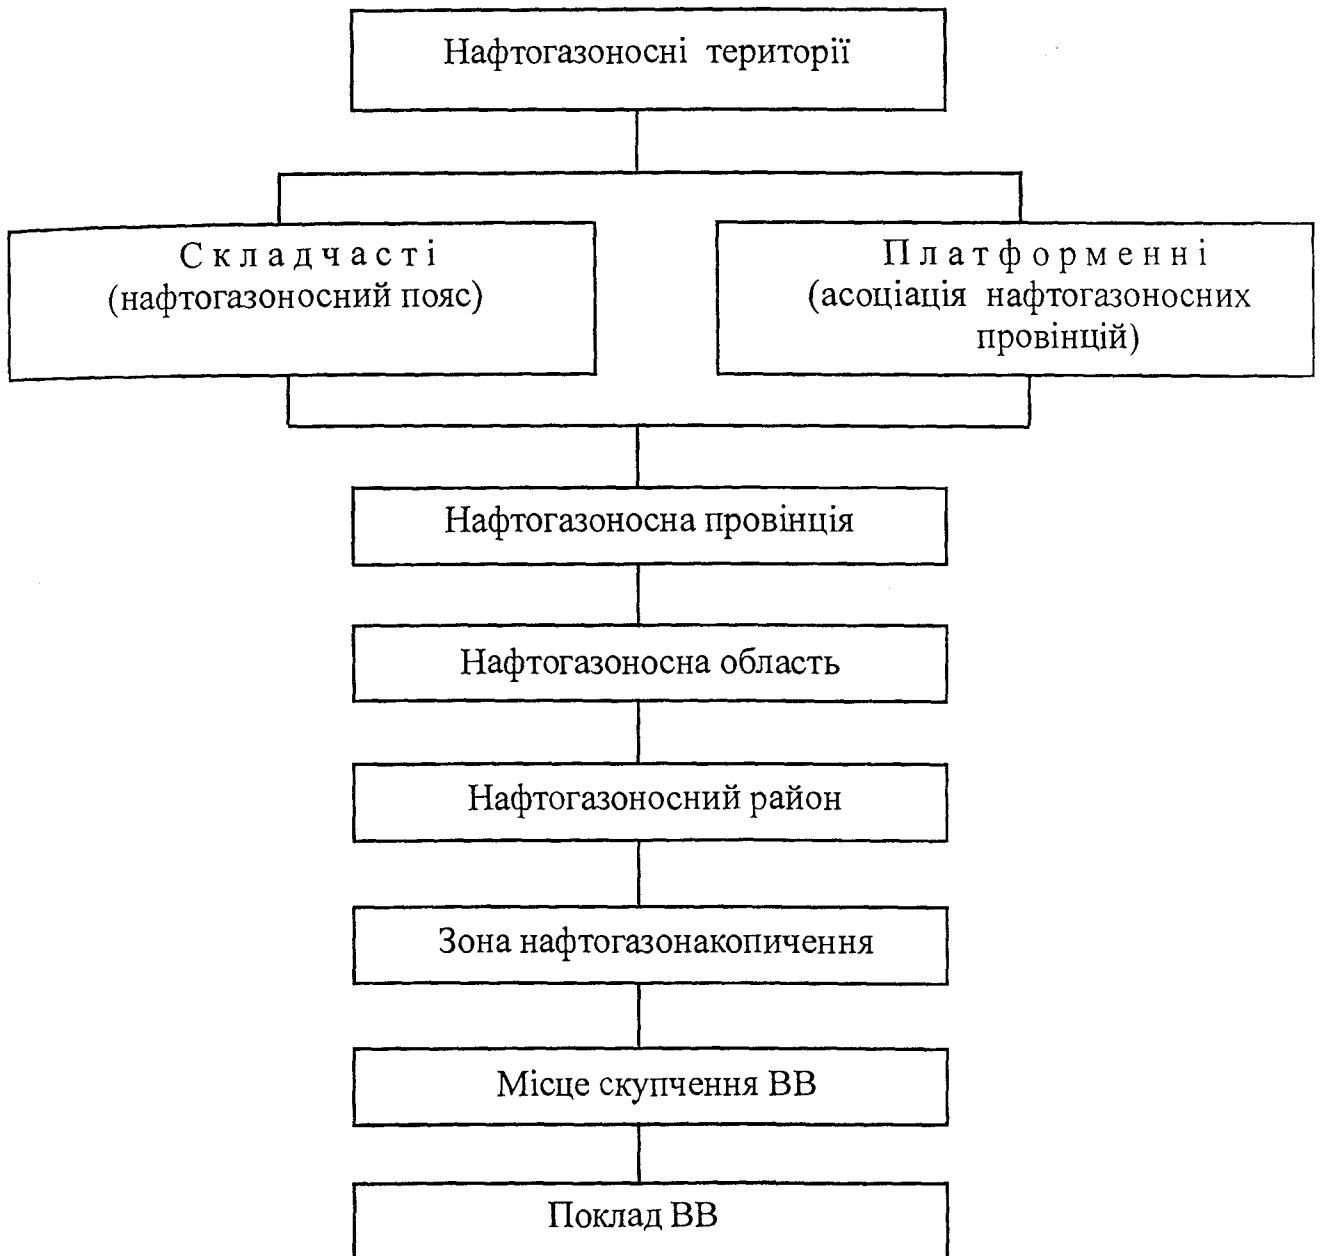 Нафтогазоносні території
Складчасті
(нафтогазоносний пояс)
Платформенні
(асоціація нафтогазоносних
провінцій)
Нафтогазоносна провінція
Нафтогазоносна область
Нафтогазоносний район
Зона нафтогазонакопичення
Місце скупчення ВВ
Поклад ВВ